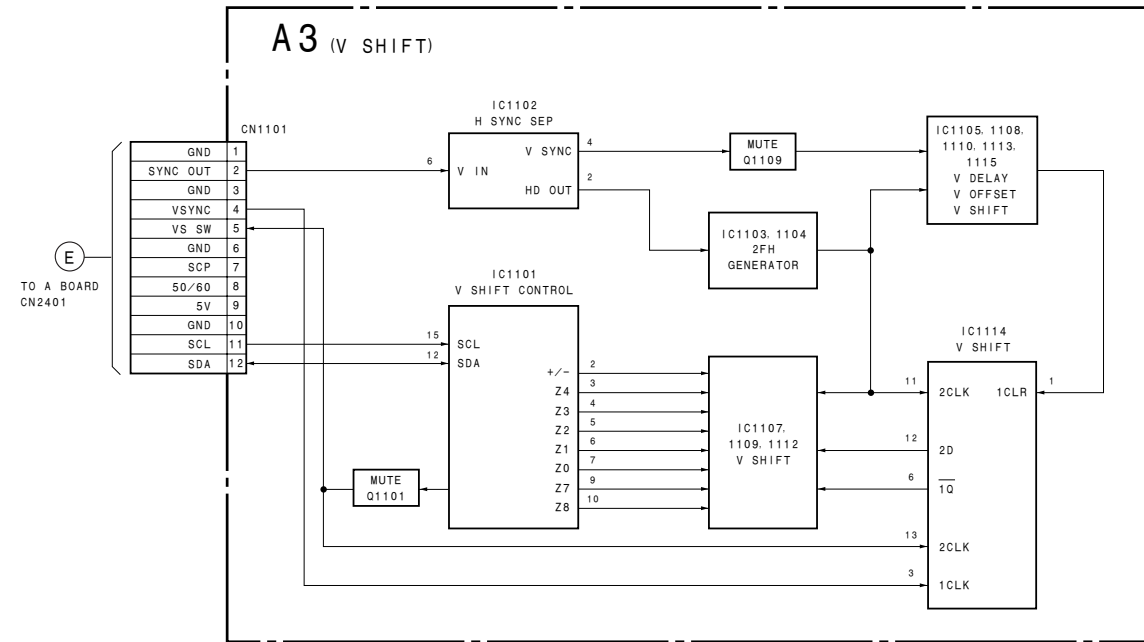 A3 (V SHIFT)
CN1101
GND 1
SYNC OUT 2
GND 3
VSYNC 4
VS SW 5
GND 6
SCP 7
50/60 8
5V 9
GND 10
SCL 11
SDA 12
E
TO A BOARD
CN2401
IC1102
H SYNC SEP
6
V IN
V SYNC
4
HD OUT
2
MUTE
Q1109
IC1105, 1108,
1110, 1113,
1115
V DELAY
V OFFSET
V SHIFT
IC1103, 1104
2FH
GENERATOR
IC1101
V SHIFT CONTROL
15
SCL
12
SDA
+/- 2
Z4 3
Z3 4
Z2 5
Z1 6
Z0 7
Z7 9
Z8 10
MUTE
Q1101
IC1107,
1109, 1112
V SHIFT
IC1114
V SHIFT
11 2CLK
1CLR 1
12 2D
6 1Q
13 2CLK
3 1CLK